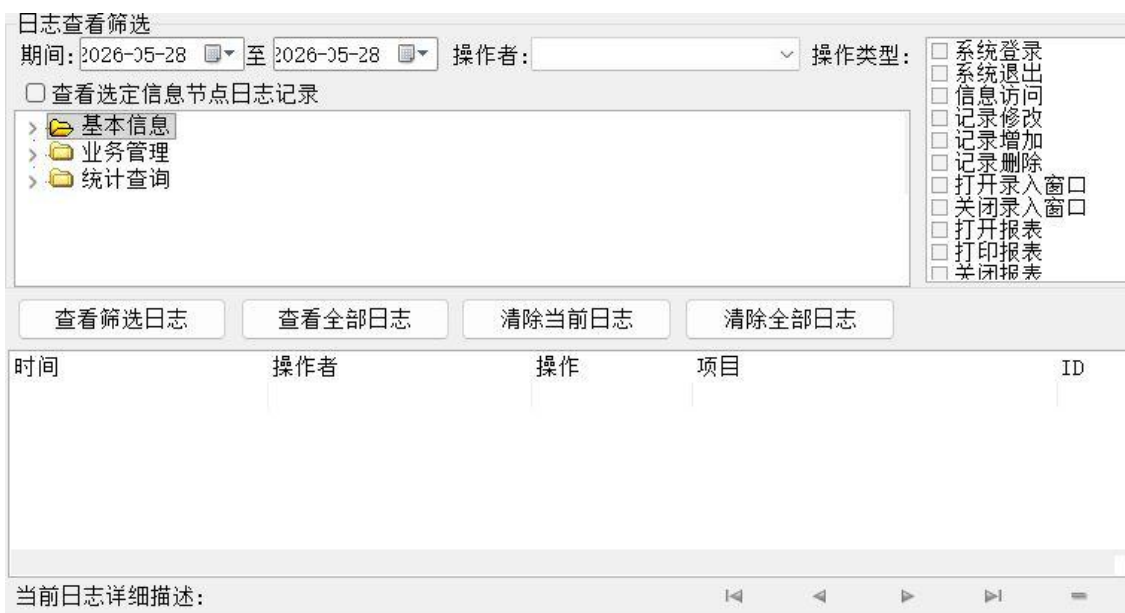 日志查看筛选
期间: 2026-05-28 至 2026-05-28 操作者: 操作类型:
系统登录
系统退出
信息访问
记录修改
记录增加
记录删除
打开录入窗口
关闭录入窗口
打开报表
打印报表
关闭报表
查看选定信息节点日志记录
基本信息
业务管理
统计查询
查看筛选日志 查看全部日志 清除当前日志 清除全部日志
时间 操作者 操作 项目 ID
当前日志详细描述: